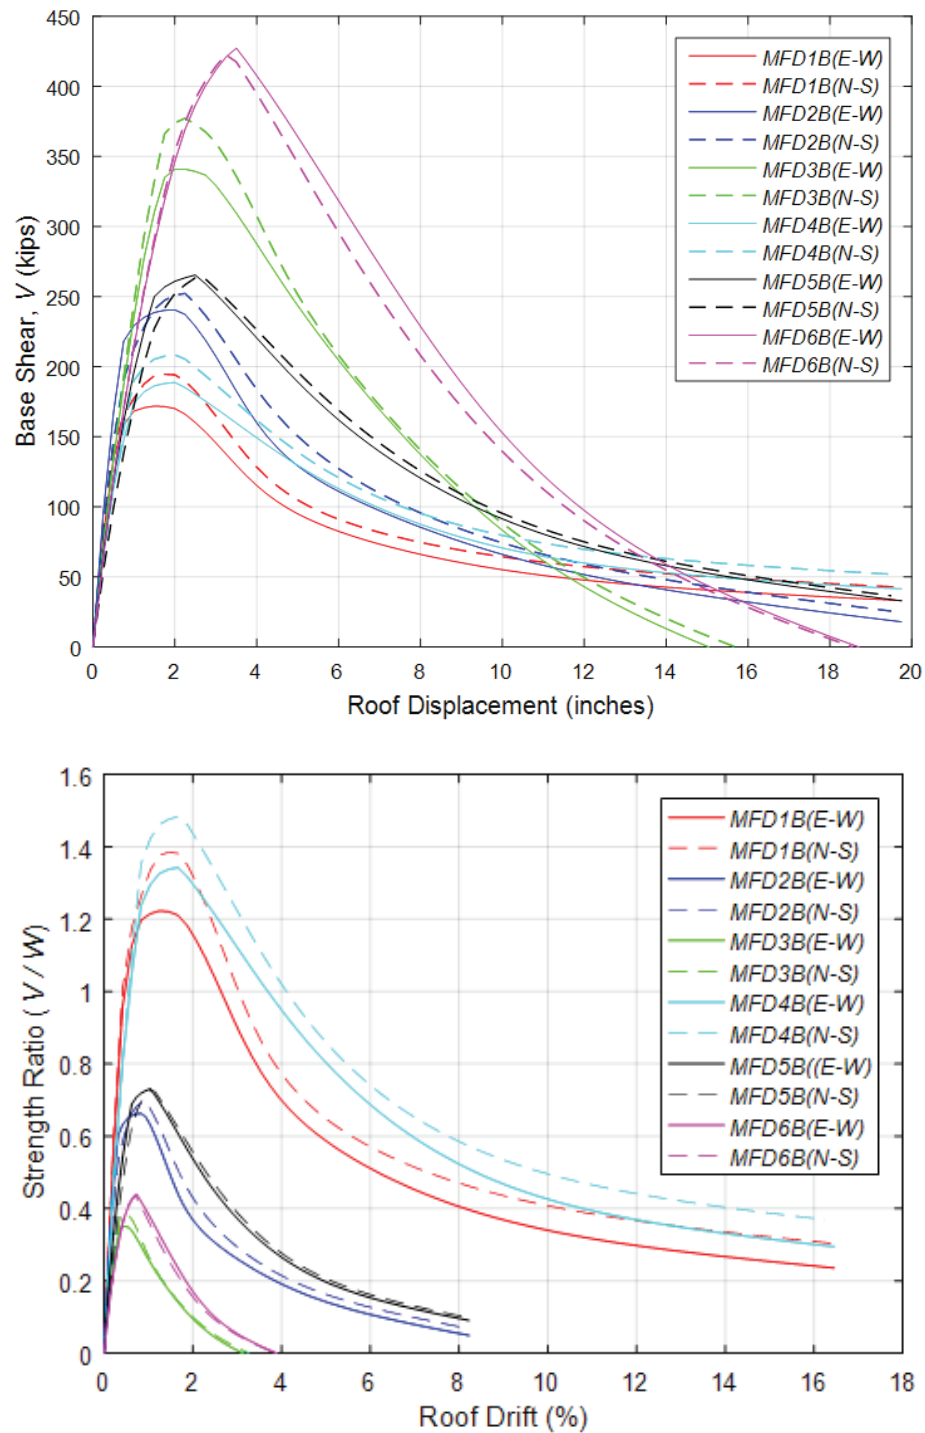 450
400
350
300
250
200
150
100
50
0
Base Shear, V (kips)
0 2 4 6 8 10 12 14 16 18 20
Roof Displacement (inches)
MFD1B(E-W)
MFD1B(N-S)
MFD2B(E-W)
MFD2B(N-S)
MFD3B(E-W)
MFD3B(N-S)
MFD4B(E-W)
MFD4B(N-S)
MFD5B(E-W)
MFD5B(N-S)
MFD6B(E-W)
MFD6B(N-S)
1.6
1.4
1.2
1
0.8
0.6
0.4
0.2
0
Strength Ratio ( V / W)
0 2 4 6 8 10 12 14 16 18
Roof Drift (%)
MFD1B(E-W)
MFD1B(N-S)
MFD2B(E-W)
MFD2B(N-S)
MFD3B(E-W)
MFD3B(N-S)
MFD4B(E-W)
MFD4B(N-S)
MFD5B((E-W)
MFD5B(N-S)
MFD6B(E-W)
MFD6B(N-S)